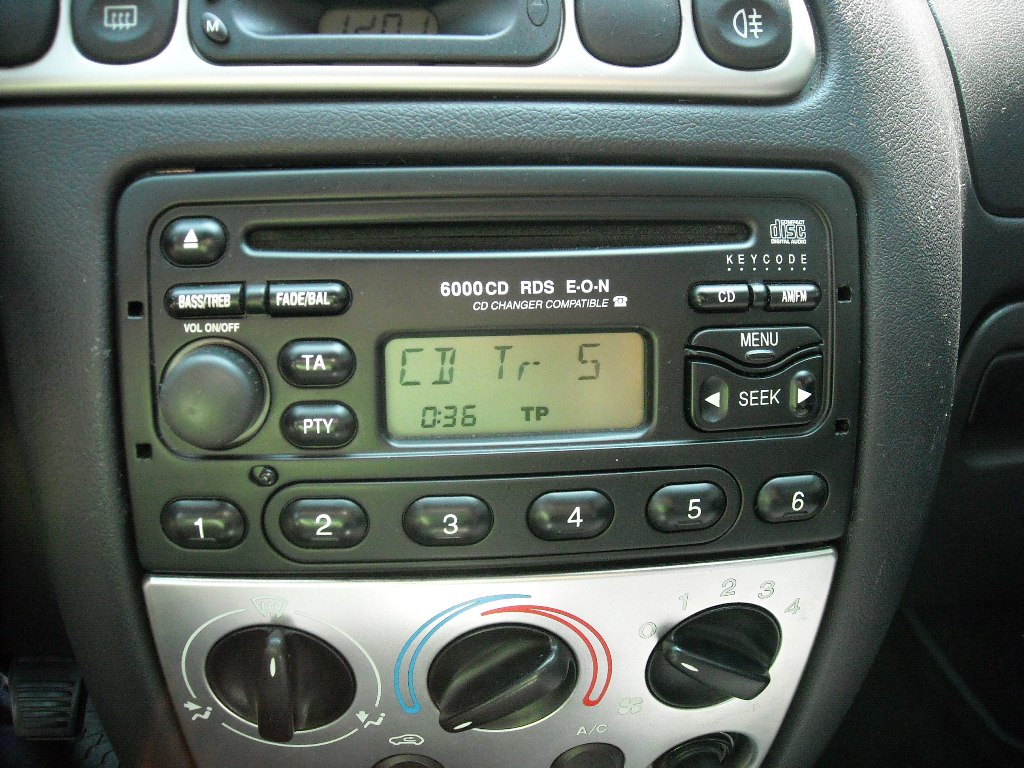 M 1201
COMPACT
disc
DIGITAL AUDIO
KEYCODE
6000CD RDS E·O·N
CD CHANGER COMPATIBLE
BASS/TREB FADE/BAL
CD AM/FM
VOL ON/OFF
MENU
TA
CD Tr 5
PTY
0:36 TP
SEEK
1 2 3 4 5 6
0 1 2 3 4
A/C